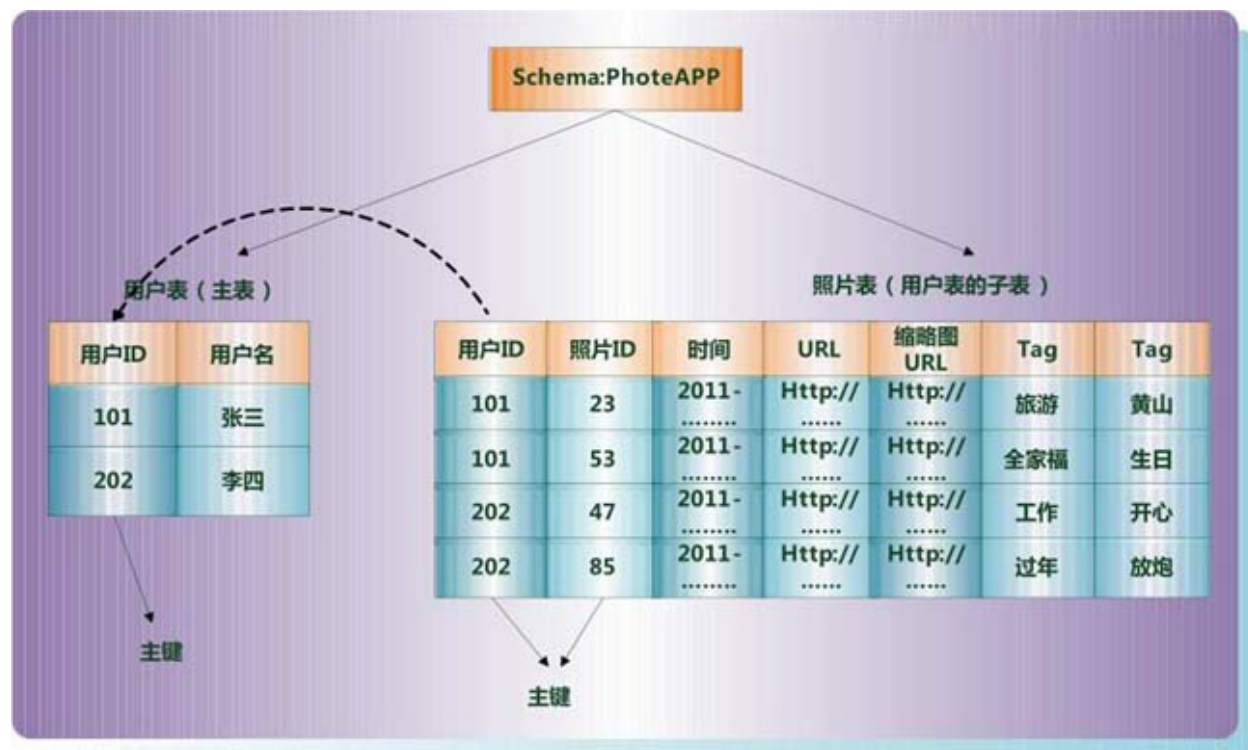 Schema:PhoteAPP
用户表（主表）
用户ID 用户名
101 张三
202 李四
主键
照片表（用户表的子表）
用户ID 照片ID 时间 URL 缩略图 URL Tag Tag
101 23 2011-........ Http://...... Http://...... 旅游 黄山
101 53 2011-........ Http://...... Http://...... 全家福 生日
202 47 2011-........ Http://...... Http://...... 工作 开心
202 85 2011-........ Http://...... Http://...... 过年 放炮
主键